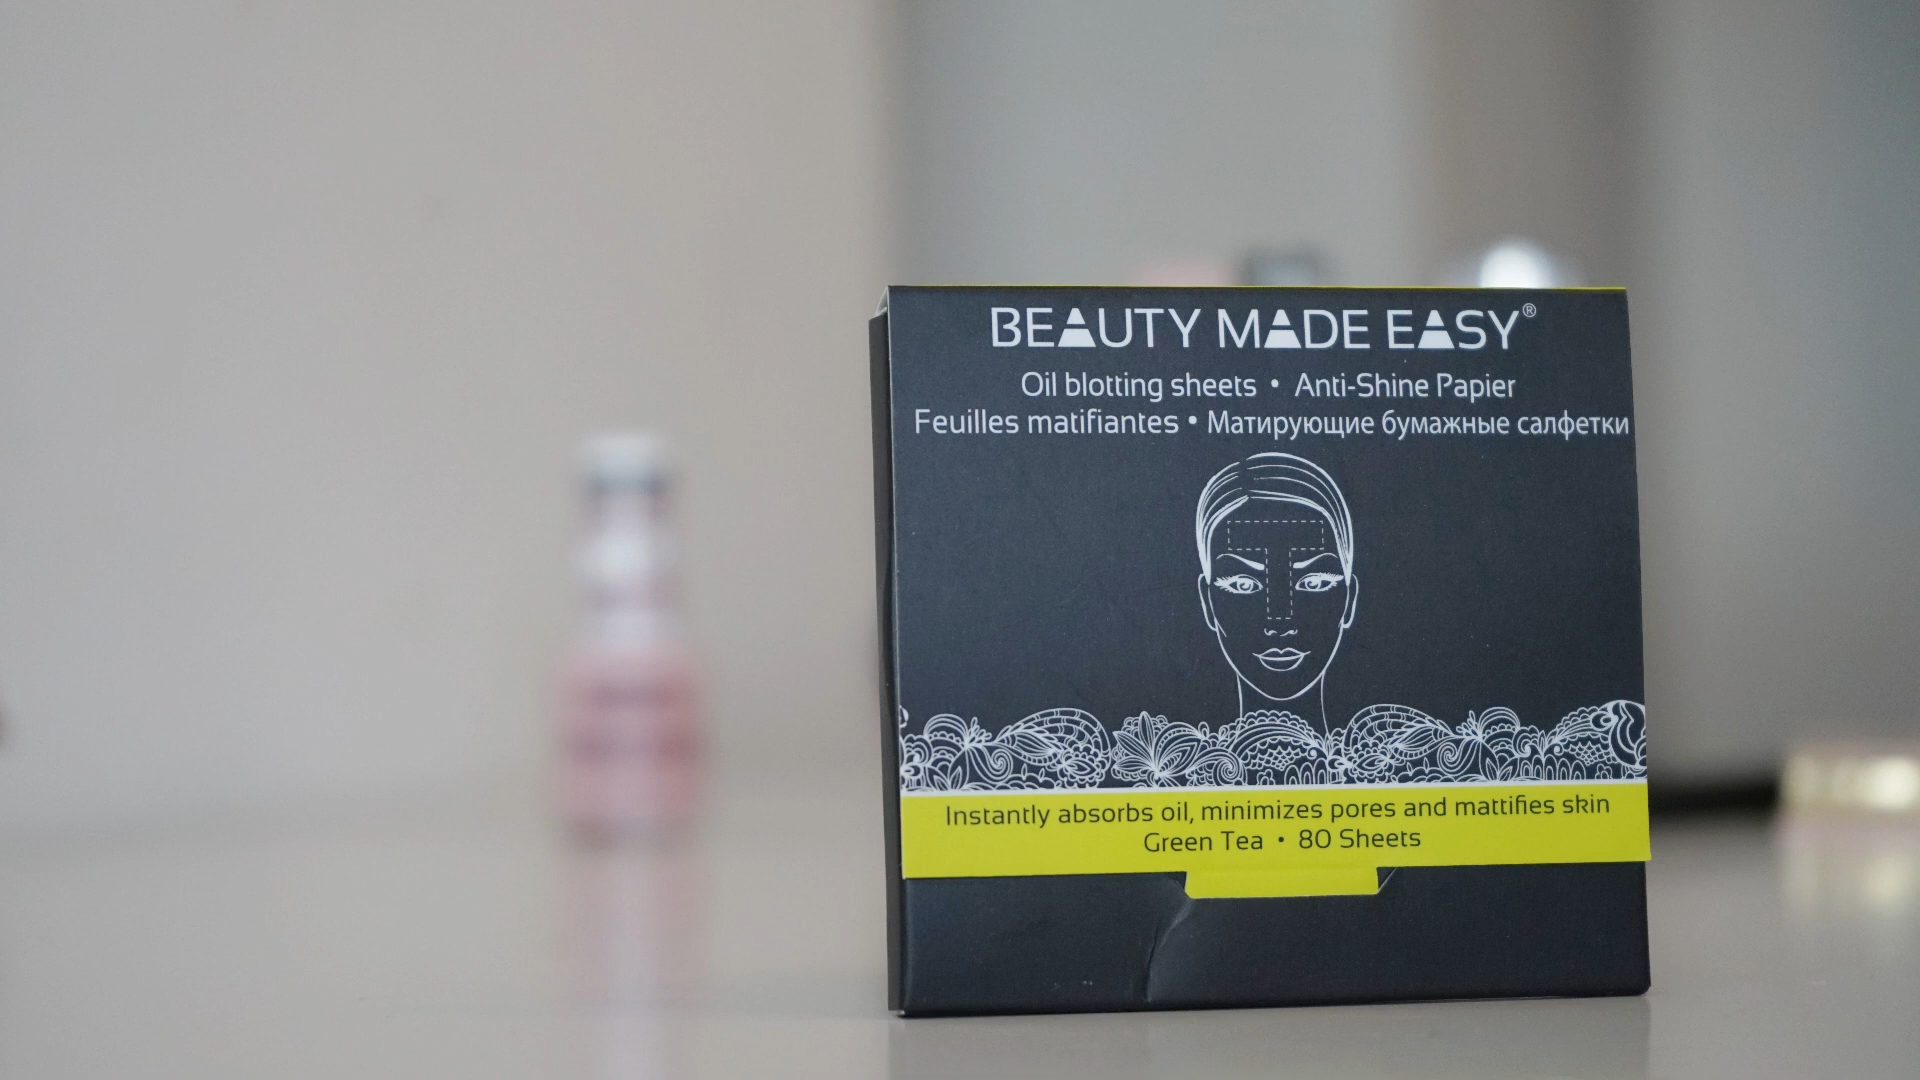 BEAUTY MADE EASY®
Oil blotting sheets • Anti-Shine Papier
Feuilles matifiantes • Матирующие бумажные салфетки
Instantly absorbs oil, minimizes pores and mattifies skin
Green Tea • 80 Sheets